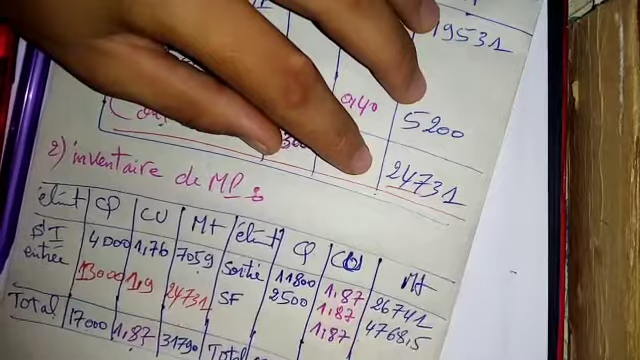 19531
0,40 5200
24731
2) inventaire de MP :
élint Q CU Mt élint Q CU Mt
SI 4000 1,76 7059 Sortie 11800 1,87 26741
entrée 13000 1,9 24731 SF 2500 1,87 4768,5
Total 17000 1,87 31790 Total 1,87